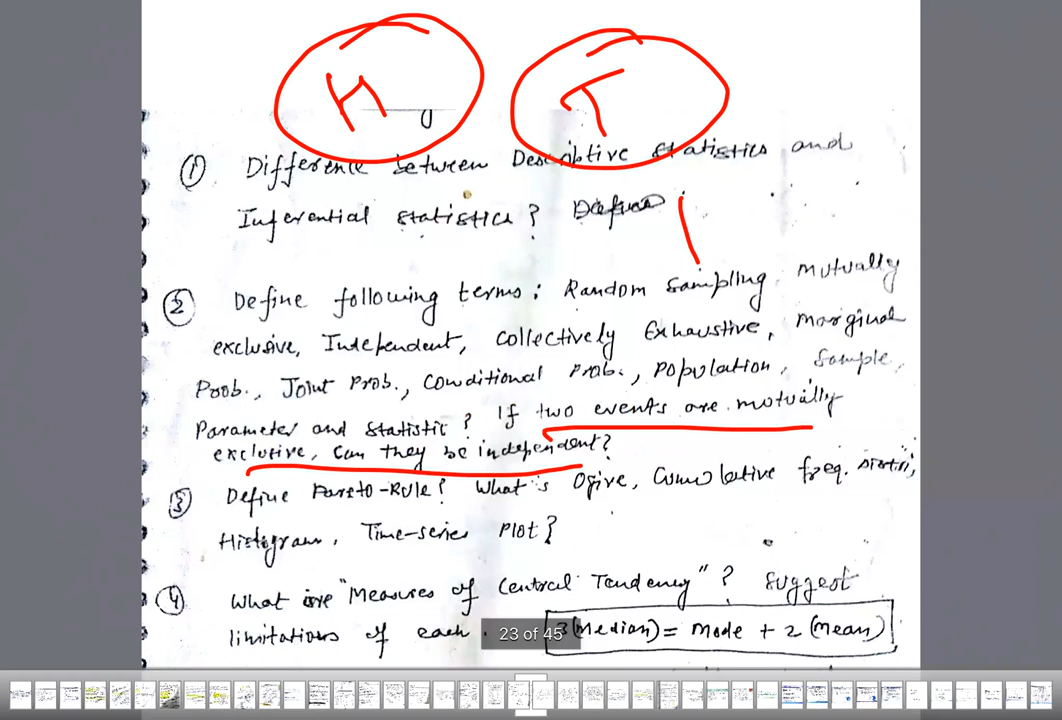 H T
① Difference between Descriptive Statistics and
Inferential Statistics?
② Define following terms: Random Sampling, mutually
exclusive, Independent, Collectively Exhaustive, marginal
Prob., Joint Prob., Conditional Prob., Population, Sample,
Parameter and Statistic? If two events are mutually
exclusive, Can they be independent?
③ Define Pareto-Rule? What is Ogive, Cumulative freq.
Histogram, Time-series Plot?
④ What are "Measures of Central Tendency"? Suggest
limitations of each.
3(Median) = mode + 2(Mean)
23 of 45